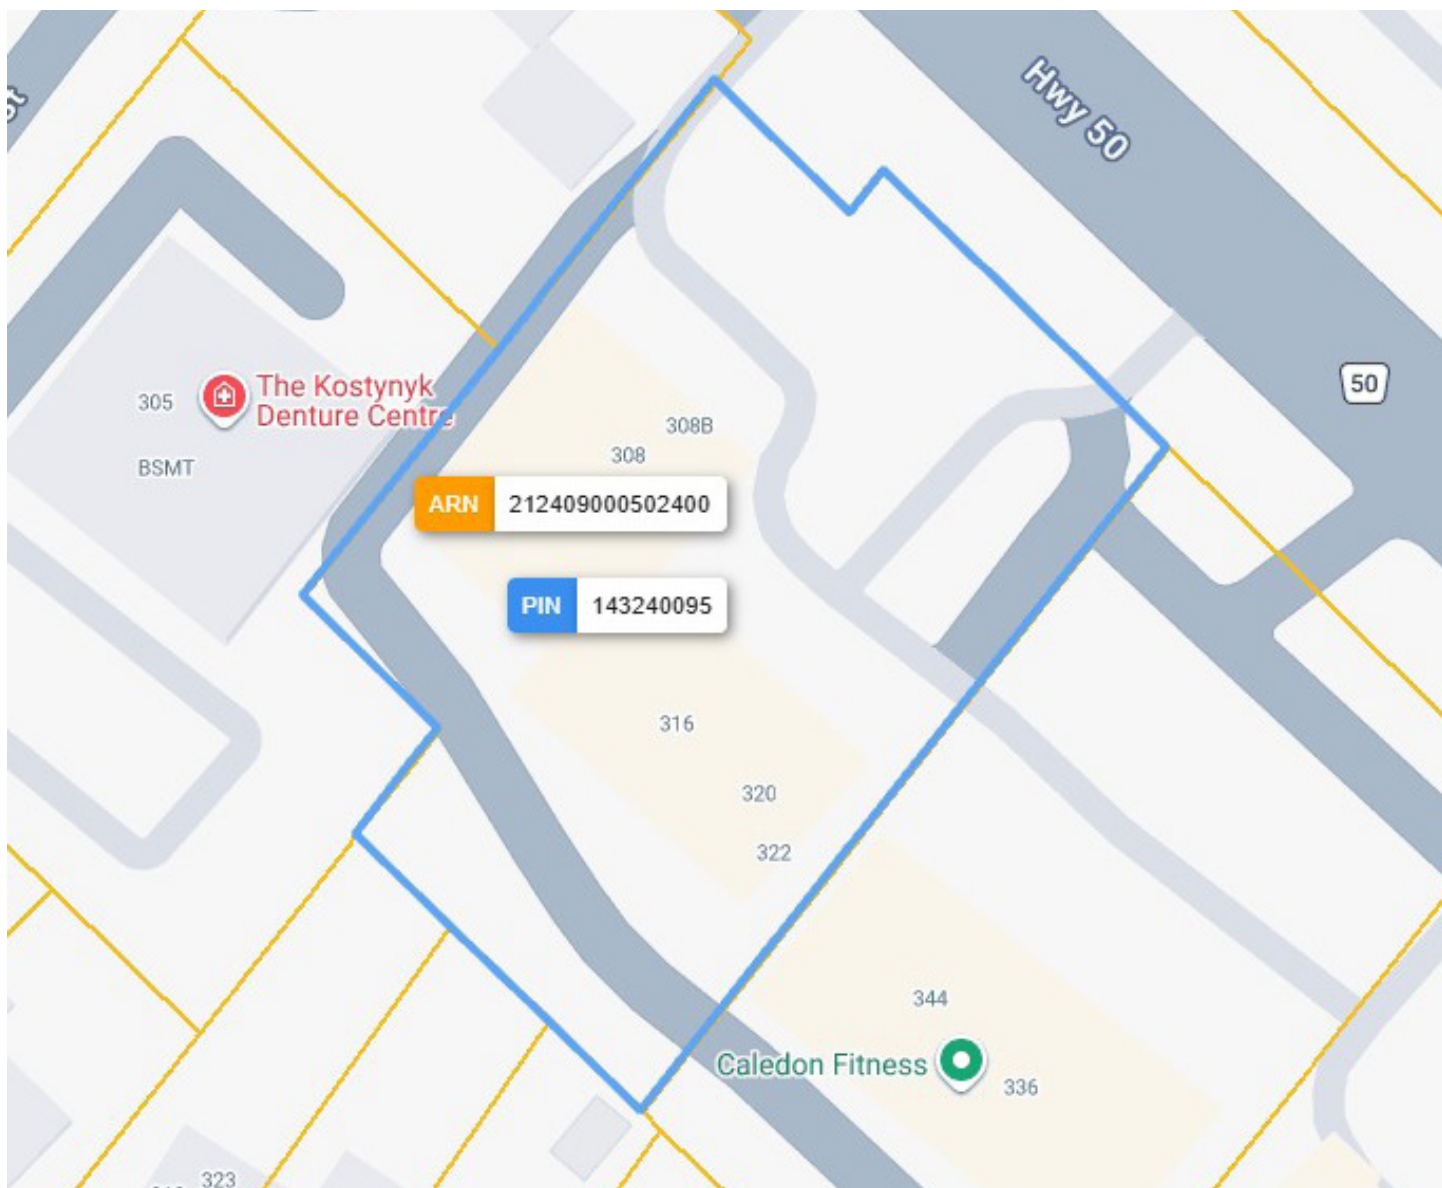 st
Hwy 50
50
The Kostynyk
Denture Centre
305
BSMT
308B
308
ARN 212409000502400
PIN 143240095
316
320
322
344
Caledon Fitness
336
323